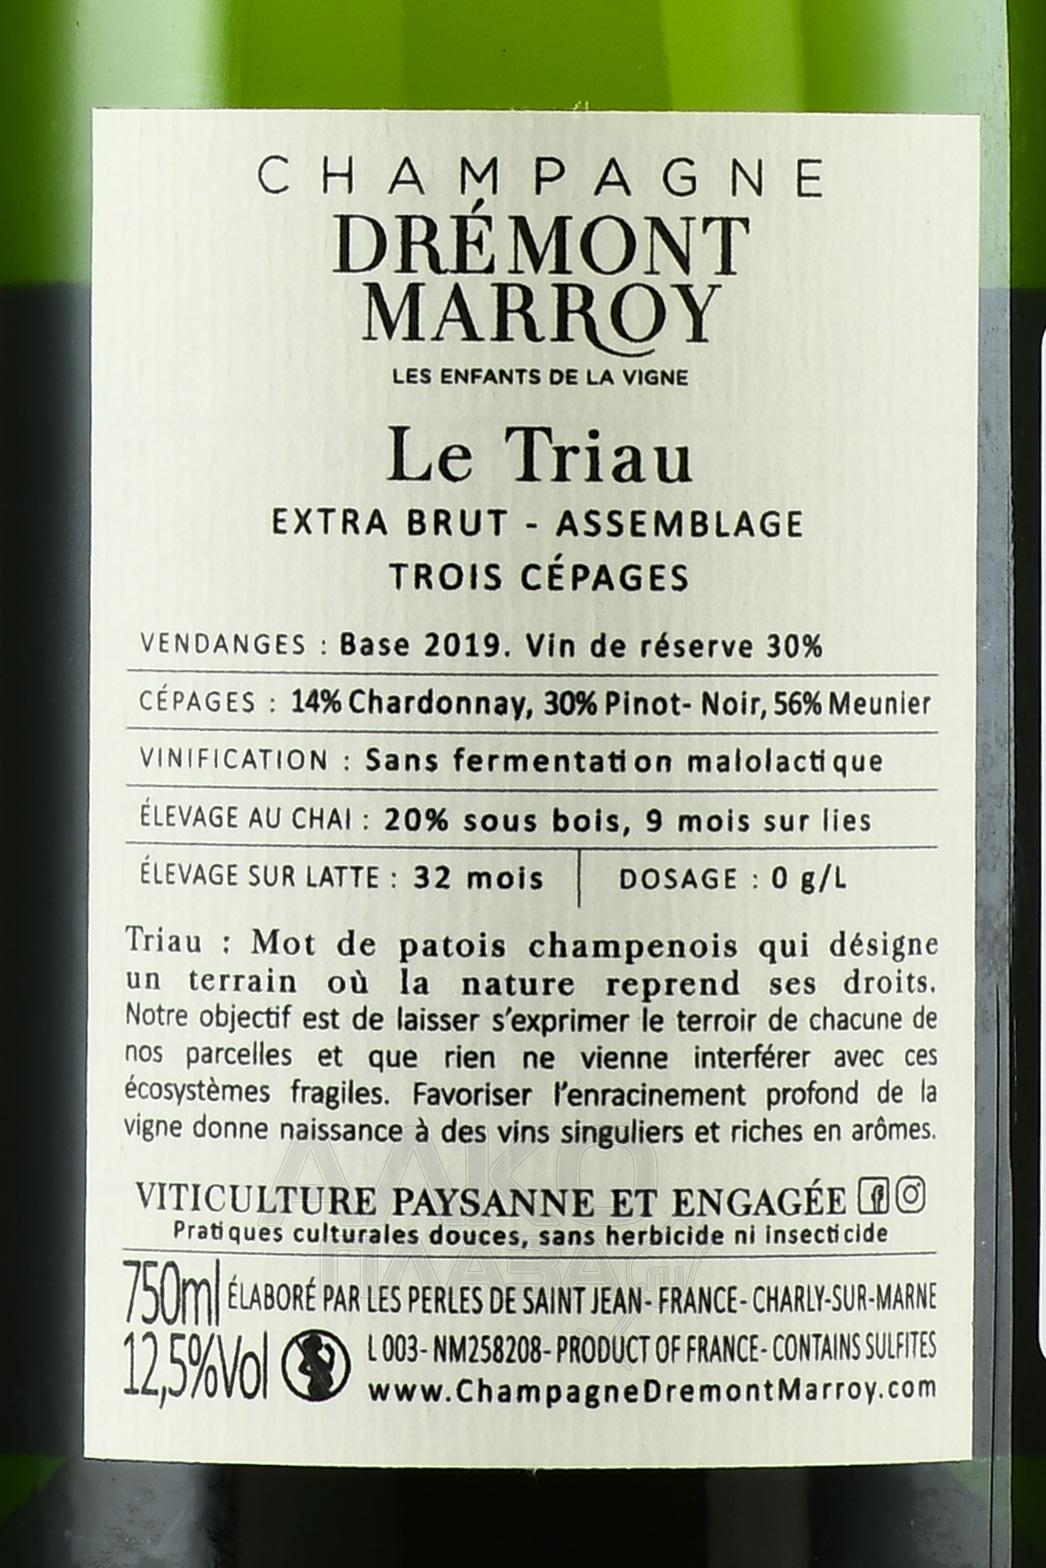 CHAMPAGNE
DRÉMONT
MARROY
LES ENFANTS DE LA VIGNE
Le Triau
EXTRA BRUT - ASSEMBLAGE
TROIS CÉPAGES
VENDANGES : Base 2019. Vin de réserve 30%
CÉPAGES : 14% Chardonnay, 30% Pinot- Noir, 56% Meunier
VINIFICATION : Sans fermentation malolactique
ÉLEVAGE AU CHAI : 20% sous bois, 9 mois sur lies
ÉLEVAGE SUR LATTE : 32 mois DOSAGE : 0 g/L
Triau : Mot de patois champenois qui désigne
un terrain où la nature reprend ses droits.
Notre objectif est de laisser s'exprimer le terroir de chacune de
nos parcelles et que rien ne vienne interférer avec ces
écosystèmes fragiles. Favoriser l'enracinement profond de la
vigne donne naissance à des vins singuliers et riches en arômes.
VITICULTURE PAYSANNE ET ENGAGÉE
Pratiques culturales douces, sans herbicide ni insecticide
750ml ÉLABORÉ PAR LES PERLES DE SAINT JEAN- FRANCE- CHARLY-SUR-MARNE
12,5%Vol L003- NM258208- PRODUCT OF FRANCE- CONTAINS SULFITES
www.ChampagneDremontMarroy.com